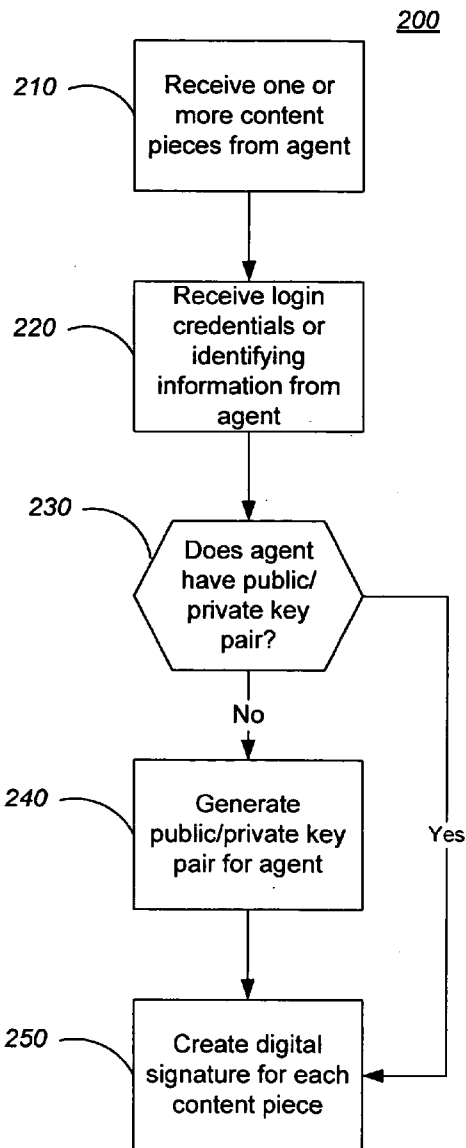 200
210
Receive one or
more content
pieces from agent
220
Receive login
credentials or
identifying
information from
agent
230
Does agent
have public/
private key
pair?
No
Yes
240
Generate
public/private key
pair for agent
250
Create digital
signature for each
content piece